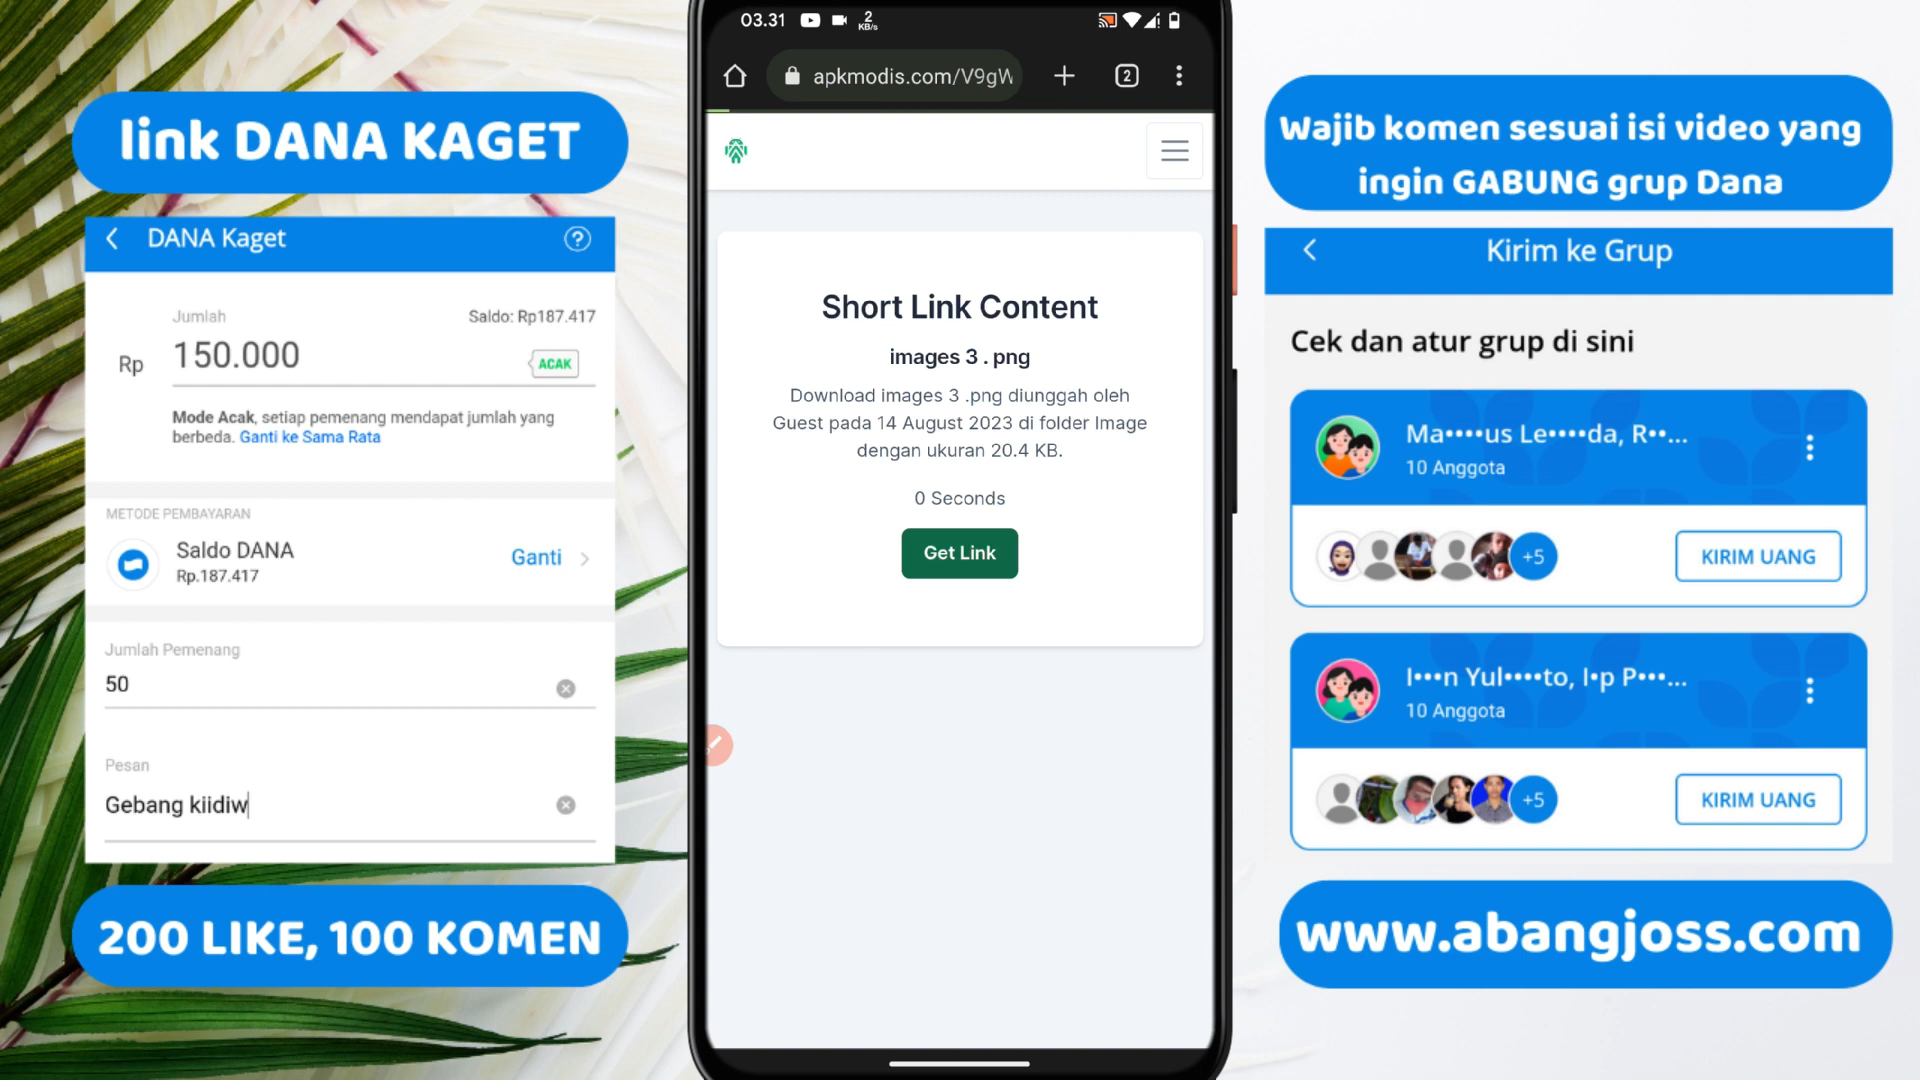 link DANA KAGET
DANA Kaget
Jumlah
Saldo: Rp187.417
Rp
150.000
ACAK
Mode Acak, setiap pemenang mendapat jumlah yang
berbeda. Ganti ke Sama Rata
METODE PEMBAYARAN
Saldo DANA
Rp.187.417
Ganti
Jumlah Pemenang
50
Pesan
Gebang kiidiw
200 LIKE, 100 KOMEN
03.31
2
KB/s
apkmodis.com/V9gW
2
Short Link Content
images 3 . png
Download images 3 .png diunggah oleh
Guest pada 14 August 2023 di folder Image
dengan ukuran 20.4 KB.
0 Seconds
Get Link
Wajib komen sesuai isi video yang
ingin GABUNG grup Dana
Kirim ke Grup
Cek dan atur grup di sini
Ma••••us Le••••da, R••...
10 Anggota
+5
KIRIM UANG
I•••n Yul••••to, I•p P•••...
10 Anggota
+5
KIRIM UANG
www.abangjoss.com